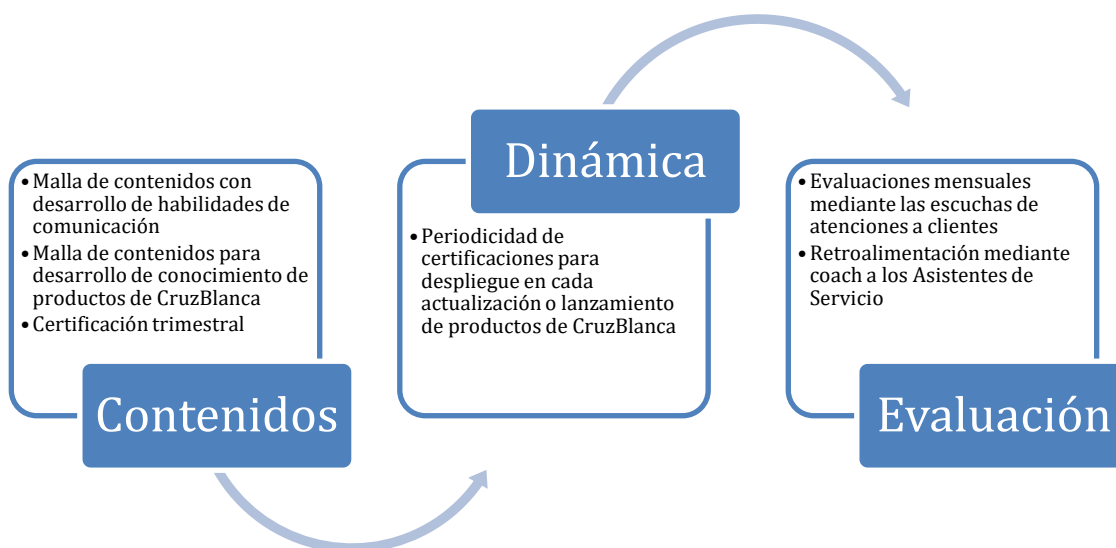 • Malla de contenidos con
desarrollo de habilidades de
comunicación
• Malla de contenidos para
desarrollo de conocimiento de
productos de CruzBlanca
• Certificación trimestral
Contenidos
Dinámica
• Periodicidad de
certificaciones para
despliegue en cada
actualización o lanzamiento
de productos de CruzBlanca
• Evaluaciones mensuales
mediante las escuchas de
atenciones a clientes
• Retroalimentación mediante
coach a los Asistentes de
Servicio
Evaluación